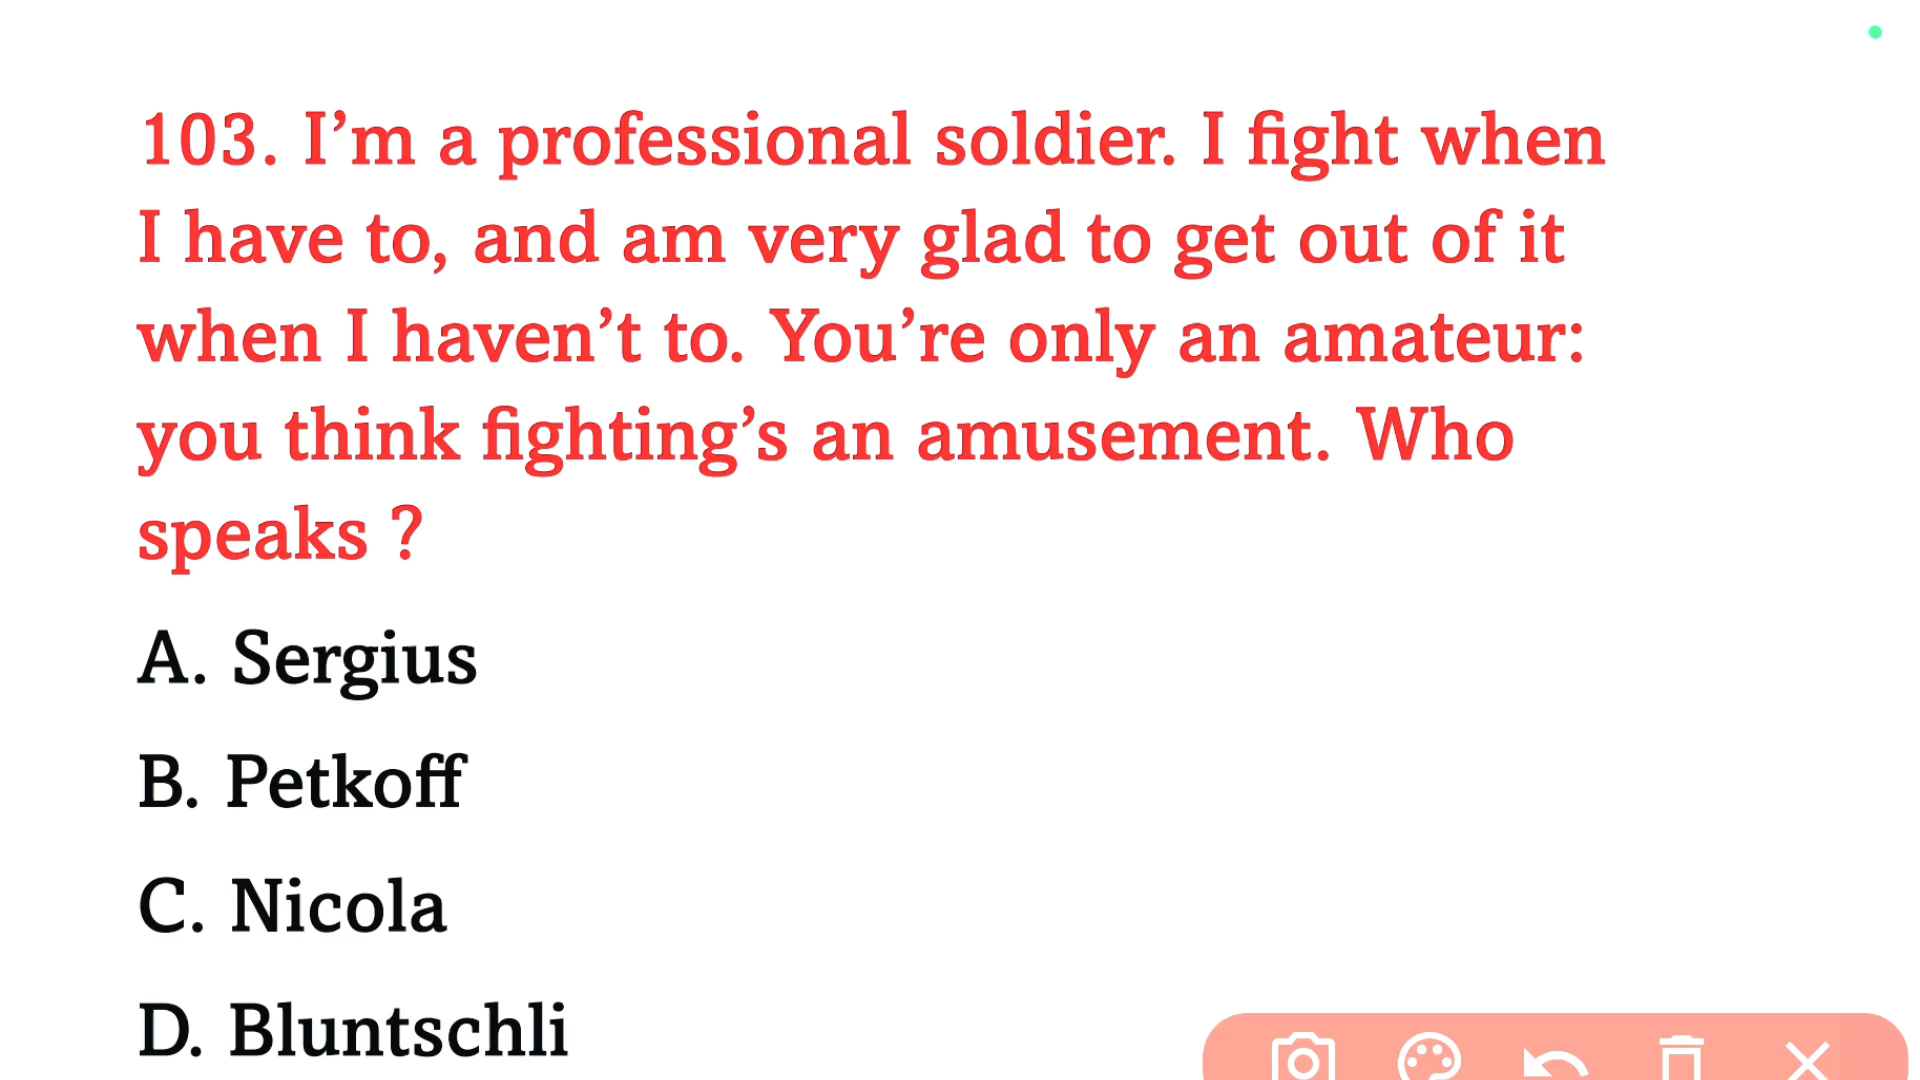 103. I’m a professional soldier. I fight when
I have to, and am very glad to get out of it
when I haven’t to. You’re only an amateur:
you think fighting’s an amusement. Who
speaks ?
A. Sergius
B. Petkoff
C. Nicola
D. Bluntschli